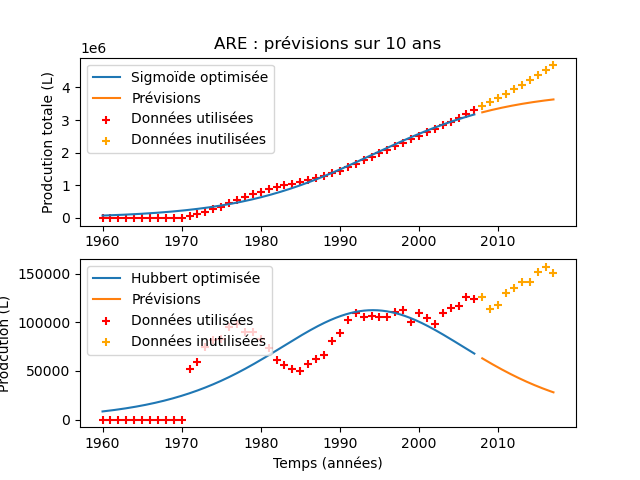 ARE : prévisions sur 10 ans
1e6
Prodcution totale (L)
4
3
2
1
0
Sigmoïde optimisée
Prévisions
Données utilisées
Données inutilisées
1960 1970 1980 1990 2000 2010
Prodcution (L)
150000
100000
50000
0
Hubbert optimisée
Prévisions
Données utilisées
Données inutilisées
1960 1970 1980 1990 2000 2010
Temps (années)